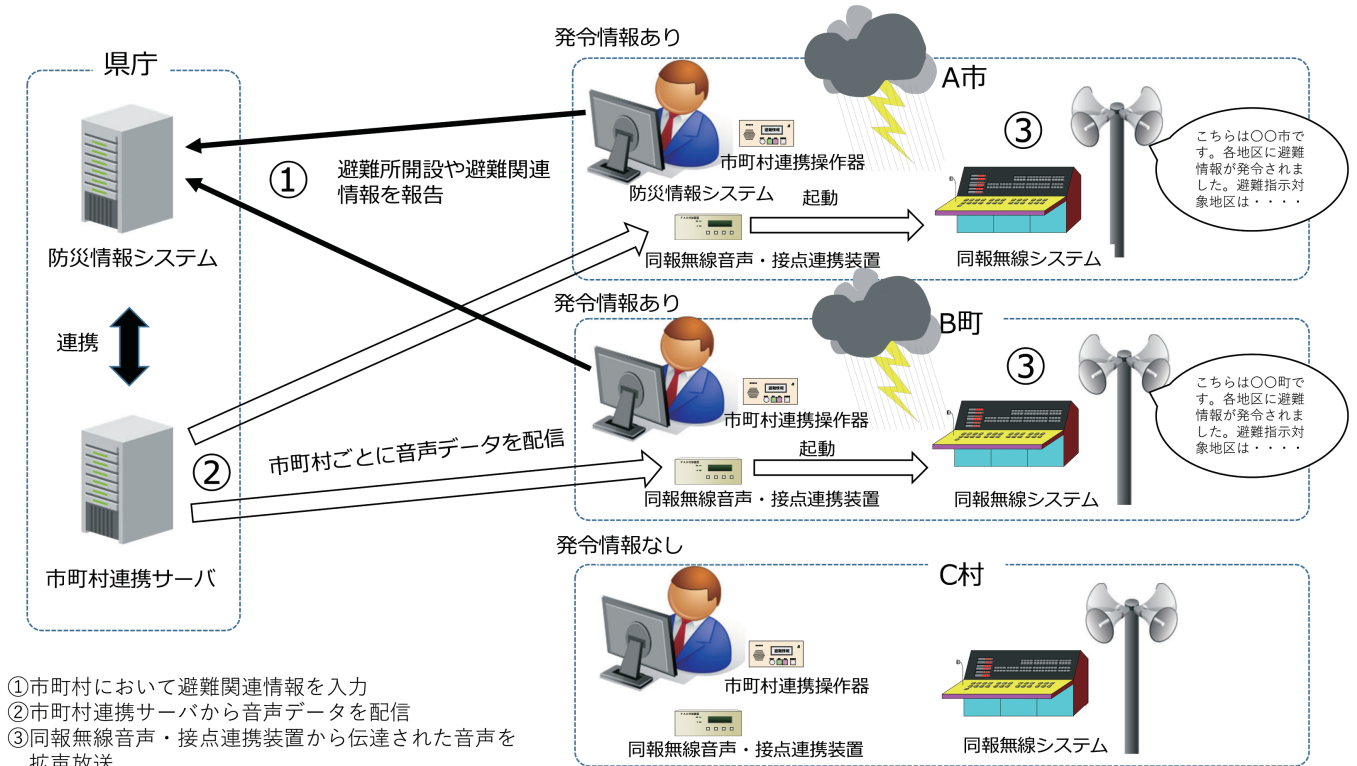 県庁
防災情報システム
連携
市町村連携サーバ
①
避難所開設や避難関連
情報を報告
②
市町村ごとに音声データを配信
発令情報あり
A市
市町村連携操作器
防災情報システム
起動
同報無線音声・接点連携装置
③
同報無線システム
こちらは〇〇市で
す。各地区に避難
情報が発令されま
した。避難指示対
象地区は・・・・
発令情報あり
B町
市町村連携操作器
起動
同報無線音声・接点連携装置
③
同報無線システム
こちらは〇〇町で
す。各地区に避難
情報が発令されま
した。避難指示対
象地区は・・・・
発令情報なし
C村
市町村連携操作器
同報無線音声・接点連携装置
同報無線システム
①市町村において避難関連情報を入力
②市町村連携サーバから音声データを配信
③同報無線音声・接点連携装置から伝達された音声を
拡声放送